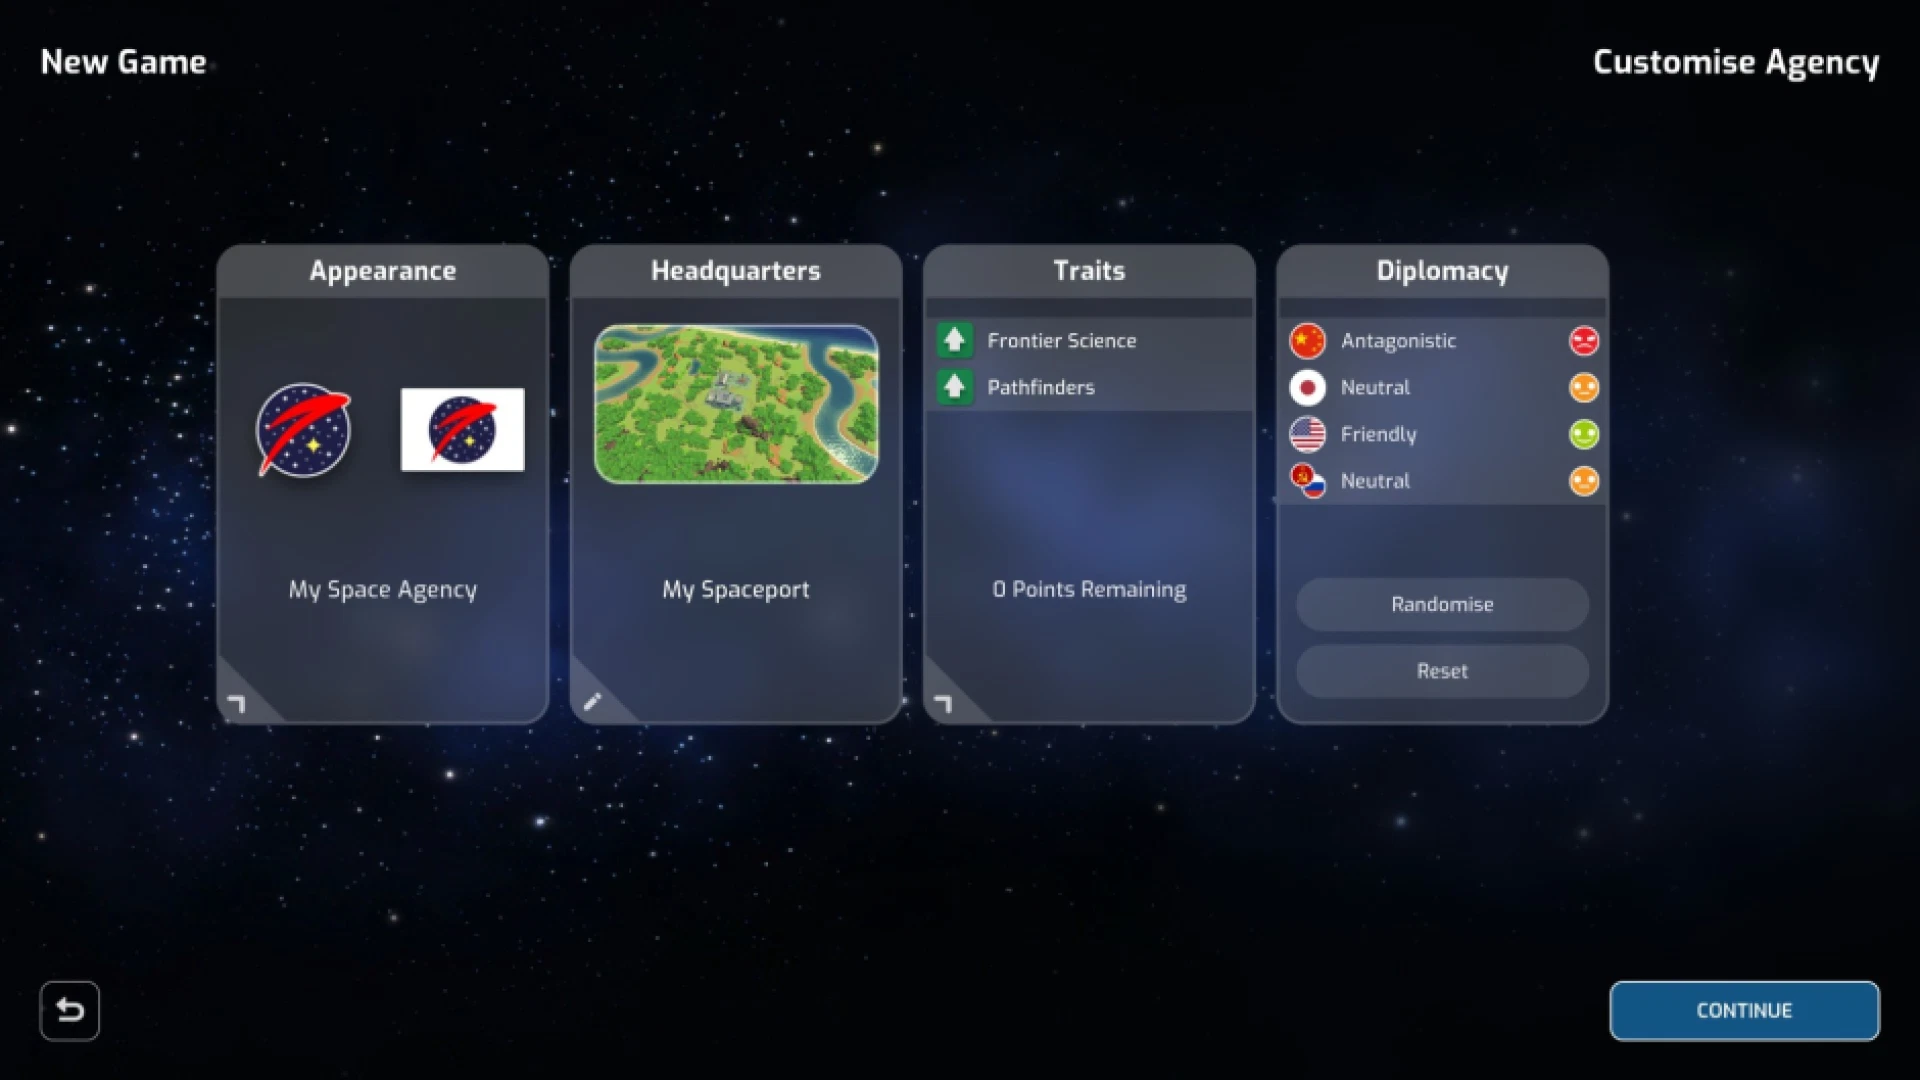 New Game
Customise Agency
Appearance
My Space Agency
Headquarters
My Spaceport
Traits
Frontier Science
Pathfinders
0 Points Remaining
Diplomacy
Antagonistic
Neutral
Friendly
Neutral
Randomise
Reset
CONTINUE